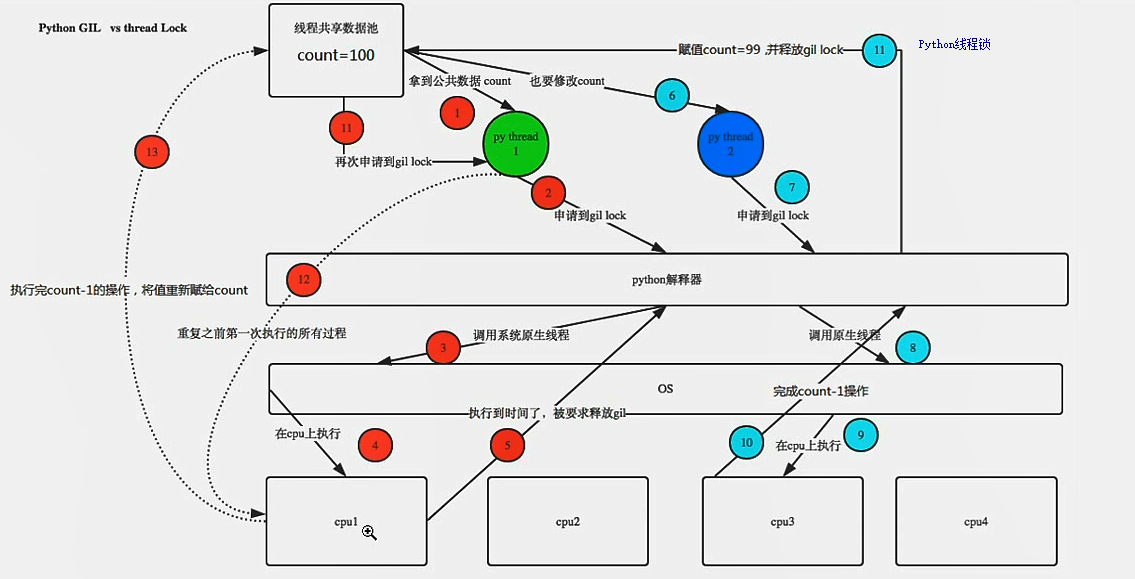 Python GIL vs thread Lock
线程共享数据池
count=100
赋值count=99 ,并释放gil lock
11
Python线程锁
拿到公共数据 count
也要修改count
1
6
11
13
py thread
1
py thread
2
再次申请到gil lock
2
7
申请到gil lock
申请到gil lock
12
python解释器
执行完count-1的操作，将值重新赋给count
重复之前第一次执行的所有过程
3
调用系统原生线程
调用原生线程
8
OS
完成count-1操作
执行到时间了，被要求释放gil
在cpu上执行
4
5
10
在cpu上执行
9
cpu1
cpu2
cpu3
cpu4